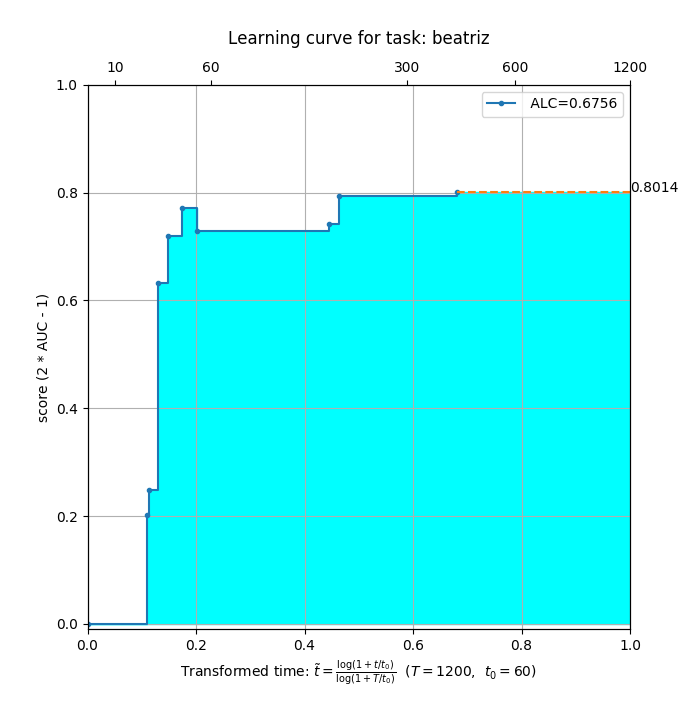 Learning curve for task: beatriz
10 60 300 600 1200
1.0
ALC=0.6756
0.8
0.8014
0.6
0.4
0.2
0.0
score (2 * AUC - 1)
0.0 0.2 0.4 0.6 0.8 1.0
Transformed time: t̃ = log(1 + t/t₀) / log(1 + T/t₀) (T = 1200, t₀ = 60)